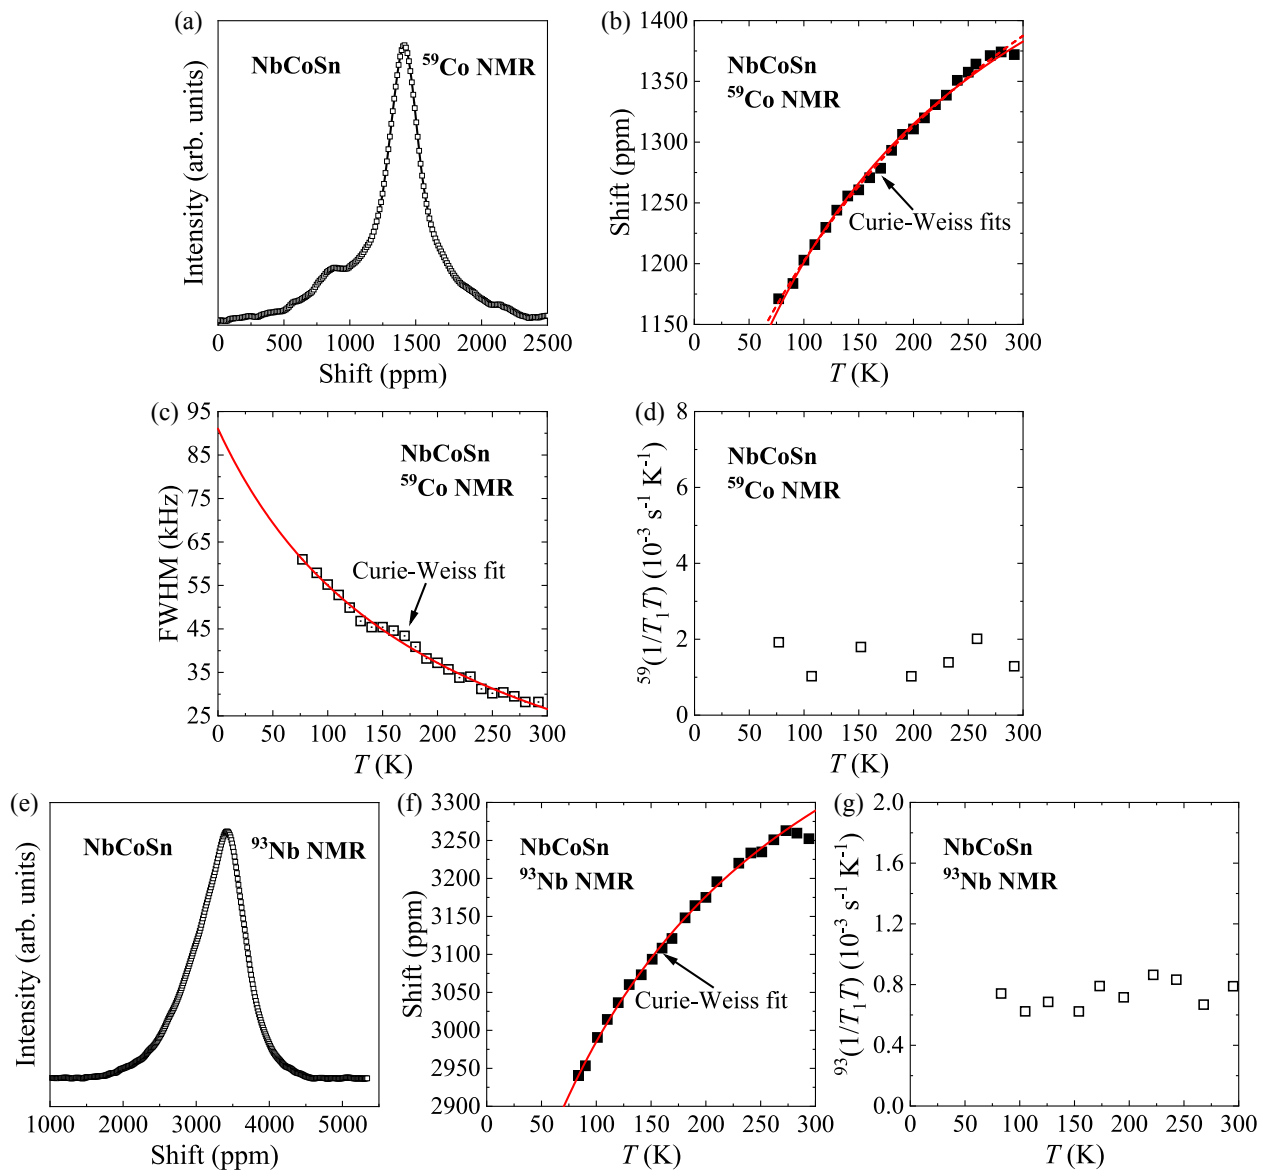 (a)
NbCoSn
⁵⁹Co NMR
Intensity (arb. units)
0 500 1000 1500 2000 2500
Shift (ppm)
(b)
NbCoSn
⁵⁹Co NMR
Curie-Weiss fits
Shift (ppm)
1400
1350
1300
1250
1200
1150
0 50 100 150 200 250 300
T (K)
(c)
NbCoSn
⁵⁹Co NMR
Curie-Weiss fit
FWHM (kHz)
95
85
75
65
55
45
35
25
0 50 100 150 200 250 300
T (K)
(d)
NbCoSn
⁵⁹Co NMR
⁵⁹(1/T₁T) (10⁻³ s⁻¹ K⁻¹)
8
6
4
2
0
0 50 100 150 200 250 300
T (K)
(e)
NbCoSn
⁹³Nb NMR
Intensity (arb. units)
1000 2000 3000 4000 5000
Shift (ppm)
(f)
NbCoSn
⁹³Nb NMR
Curie-Weiss fit
Shift (ppm)
3300
3250
3200
3150
3100
3050
3000
2950
2900
0 50 100 150 200 250 300
T (K)
(g)
NbCoSn
⁹³Nb NMR
⁹³(1/T₁T) (10⁻³ s⁻¹ K⁻¹)
2.0
1.6
1.2
0.8
0.4
0.0
0 50 100 150 200 250 300
T (K)